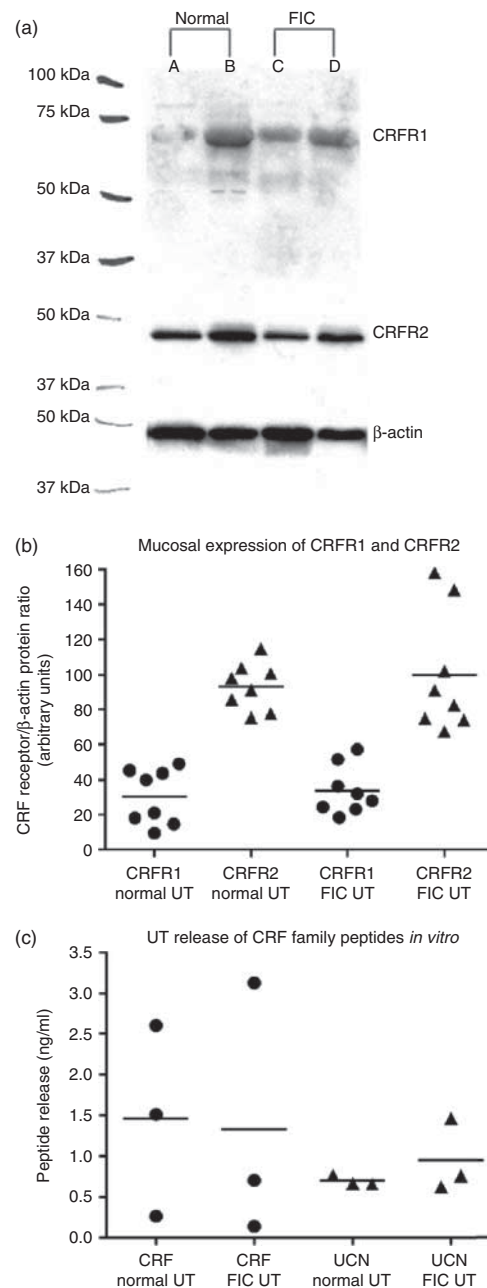 (a)
Normal FIC
A B C D
100 kDa
75 kDa
CRFR1
50 kDa
37 kDa
50 kDa
CRFR2
37 kDa
50 kDa
β-actin
37 kDa
(b)
Mucosal expression of CRFR1 and CRFR2
CRF receptor/β-actin protein ratio
(arbitrary units)
160
140
120
100
80
60
40
20
0
CRFR1 CRFR2 CRFR1 CRFR2
normal UT normal UT FIC UT FIC UT
(c)
UT release of CRF family peptides in vitro
Peptide release (ng/ml)
3.5
3.0
2.5
2.0
1.5
1.0
0.5
0.0
CRF CRF UCN UCN
normal UT FIC UT normal UT FIC UT